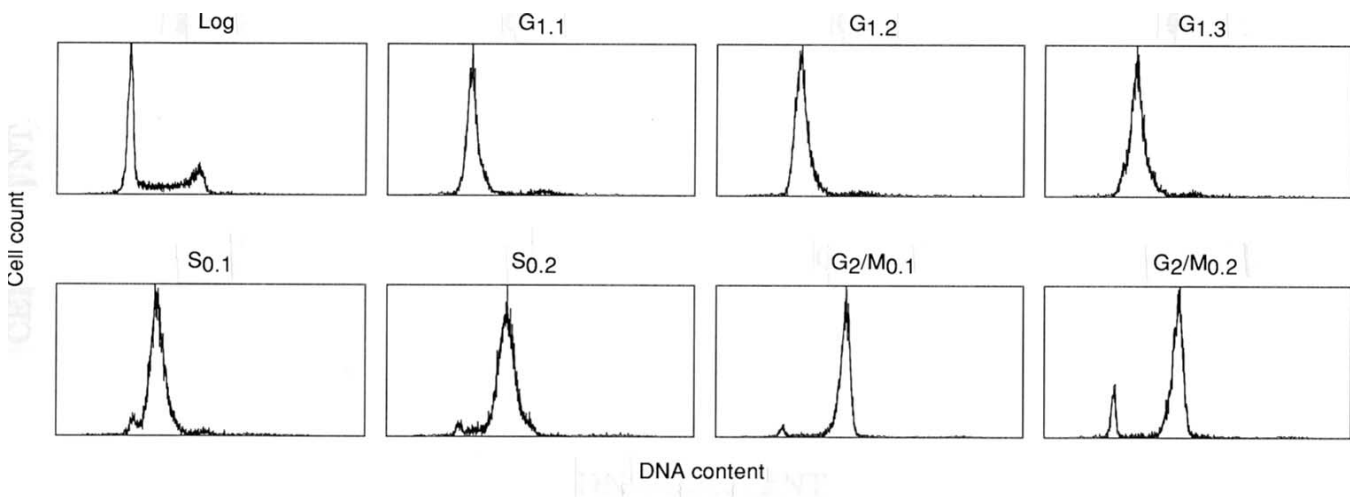 Log
G1.1
G1.2
G1.3
Cell count
S0.1
S0.2
G2/M0.1
G2/M0.2
DNA content